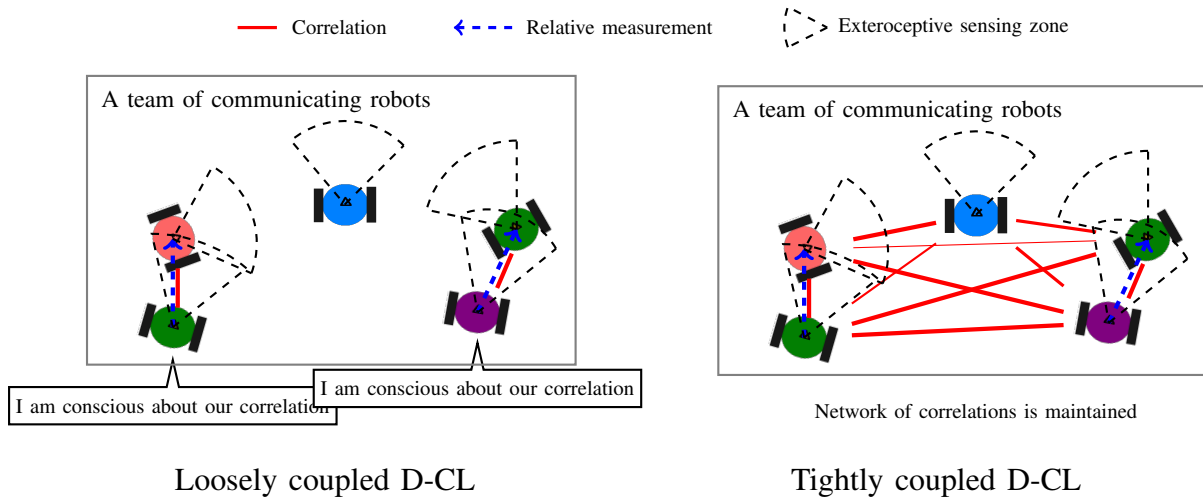 Correlation
Relative measurement
Exteroceptive sensing zone
A team of communicating robots
I am conscious about our correlation
I am conscious about our correlation
Loosely coupled D-CL
A team of communicating robots
Network of correlations is maintained
Tightly coupled D-CL